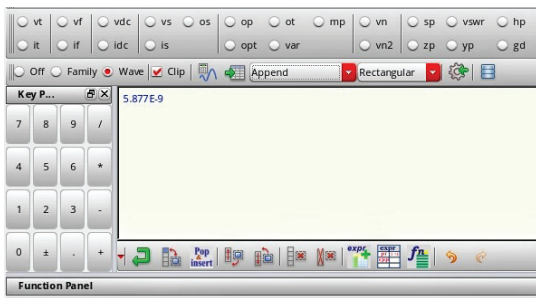 vt vf vdc vs os op ot mp vn sp vswr hp
it if idc is opt var vn2 zp yp gd
Off Family Wave Clip Append Rectangular
Key P...
5.877E-9
7 8 9 /
4 5 6 *
1 2 3 -
0 ± . +
Pop insert expr expr fn
Function Panel